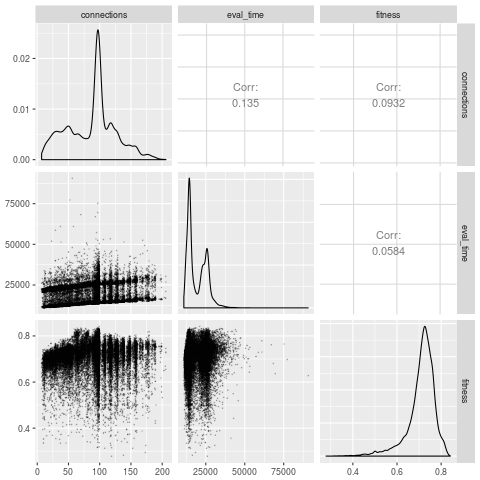 connections eval_time fitness
0.02
0.01
0.00
Corr:
0.135
Corr:
0.0932
connections
75000
50000
25000
Corr:
0.0584
eval_time
0.8
0.6
0.4
fitness
0 50 100 150 200 25000 50000 75000 0.4 0.6 0.8